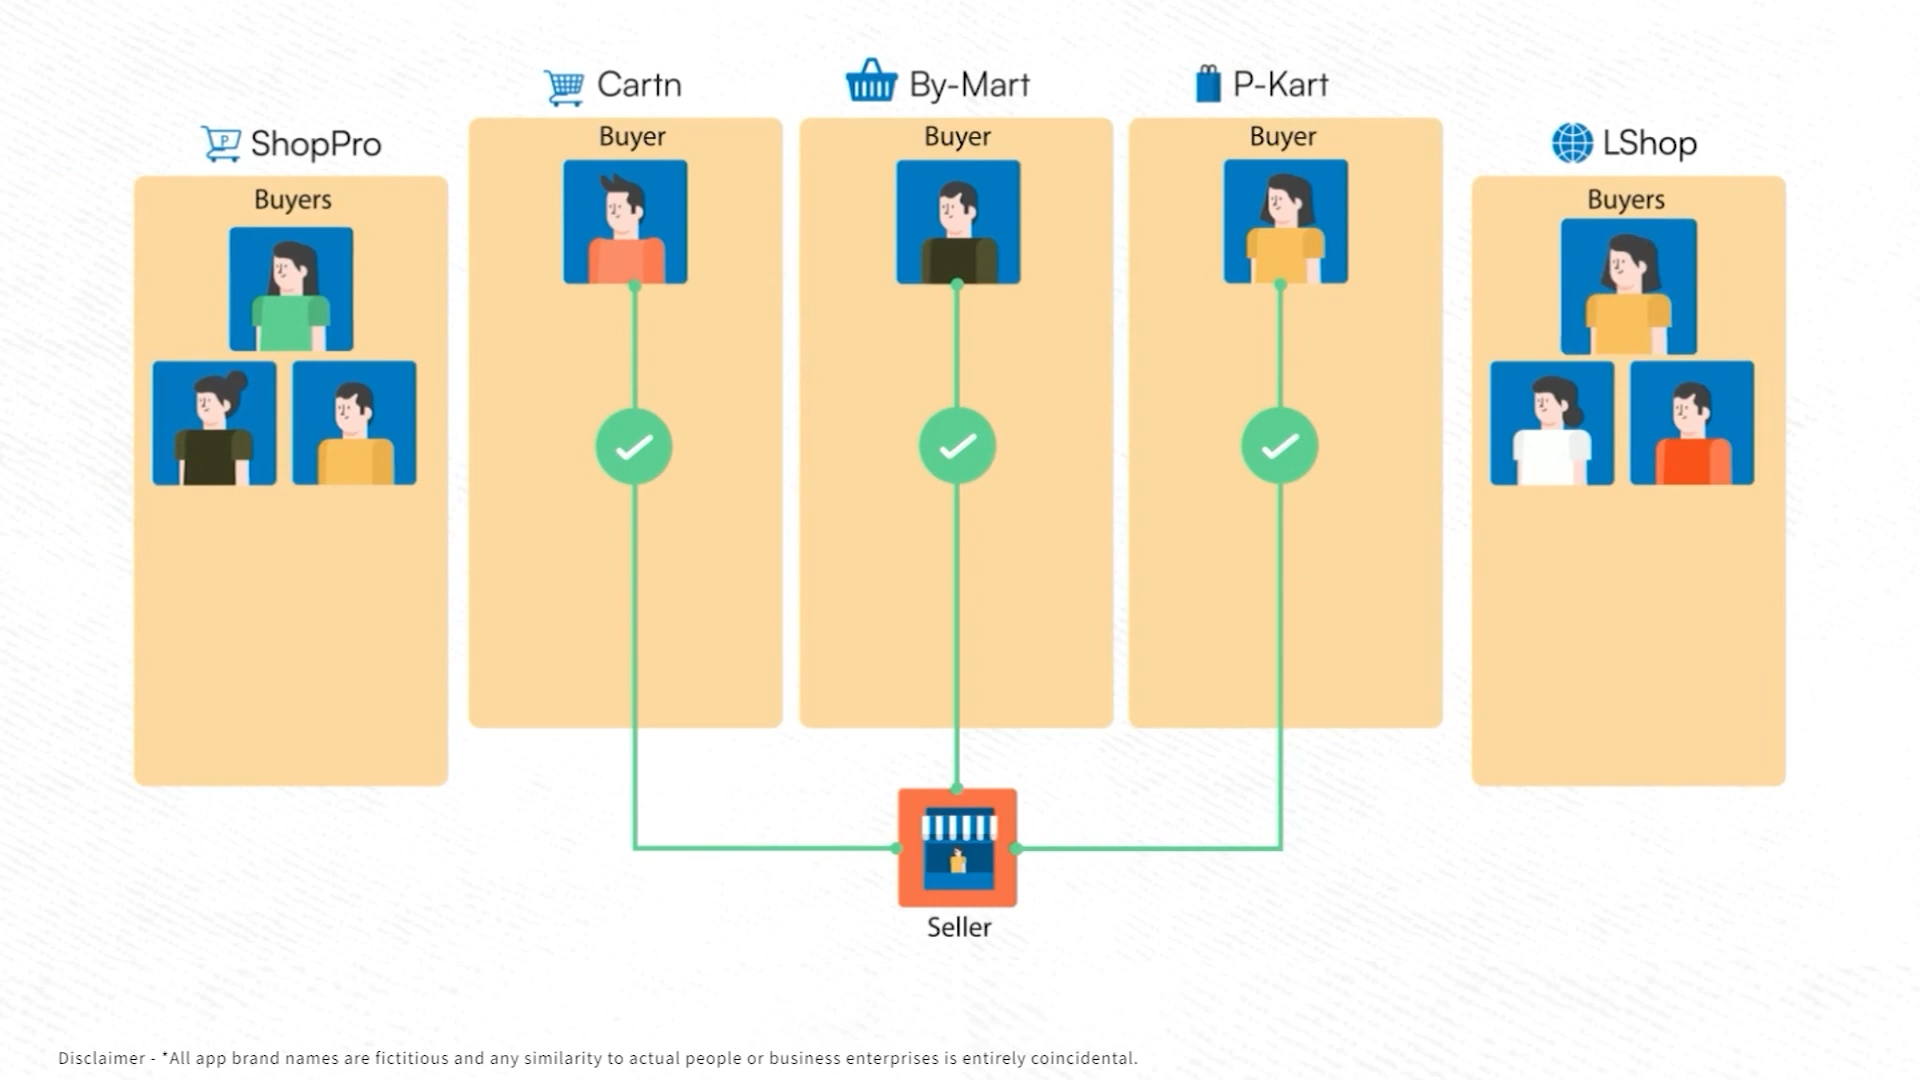 ShopPro
Cartn
By-Mart
P-Kart
LShop
Buyers
Buyer
Buyer
Buyer
Buyers
P
Seller
Disclaimer - *All app brand names are fictitious and any similarity to actual people or business enterprises is entirely coincidental.